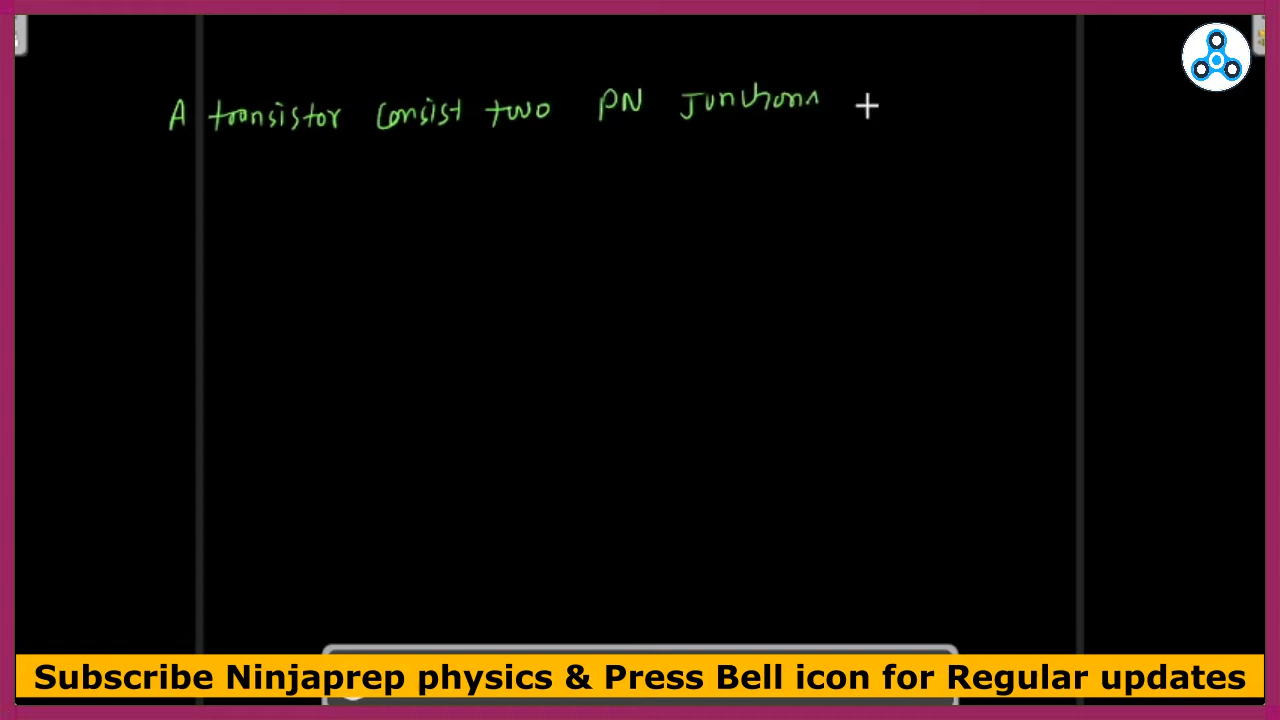 A transistor consist two PN Junctions
Subscribe Ninjaprep physics & Press Bell icon for Regular updates